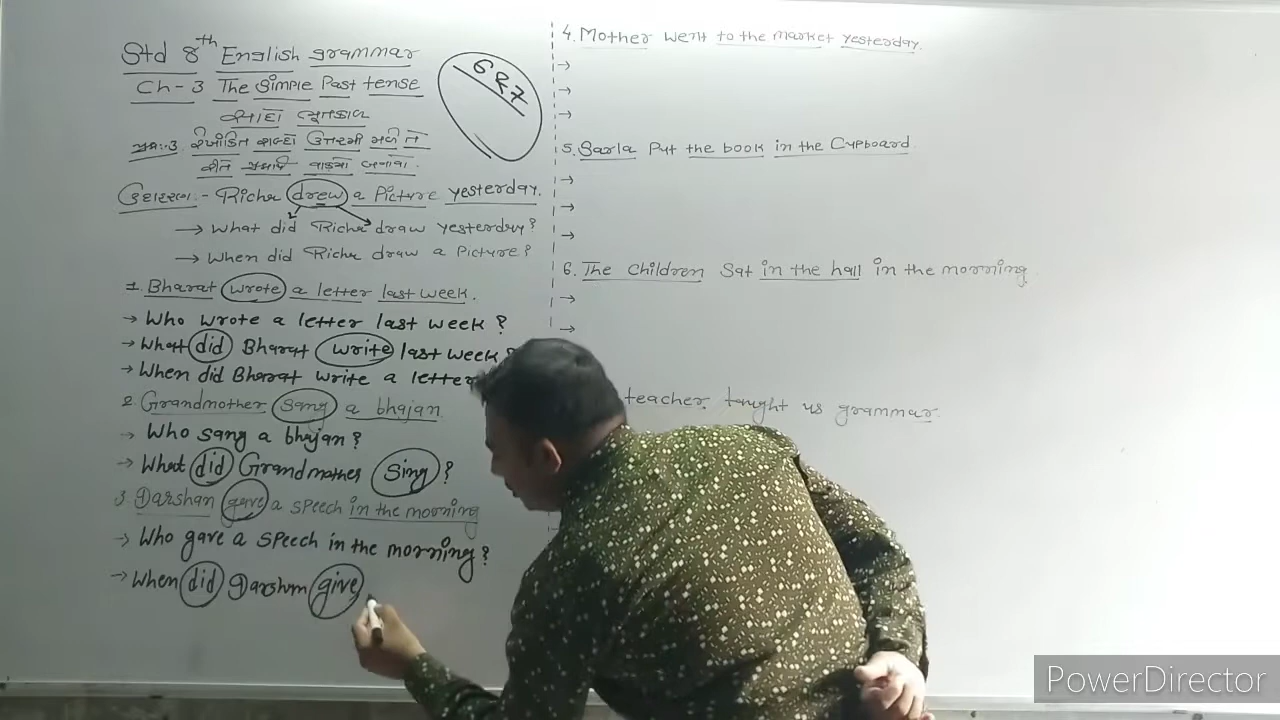 Std 8th English grammar
Ch-3 The Simple Past tense
સાદો ભૂતકાળ
ઉદાહરણ - Richa drew a Picture yesterday.
→ What did Richa draw yesterday?
→ When did Richa draw a Picture?
1. Bharat wrote a letter last week.
→ Who wrote a letter last week?
→ What did Bharat write last week?
→ When did Bharat write a letter
2 Grandmother sang a bhajan
→ Who sang a bhajan?
→ What did Grandmother Sing?
3 Darshan gave a speech in the morning
→ Who gave a speech in the morning?
→ When did Darshan give
687
4. Mother went to the market yesterday.
→
→
→
5. Sarla Put the book in the Cupboard.
→
→
→
6. The Children Sat in the hall in the morning.
→
→
teacher taught us grammar.
PowerDirector